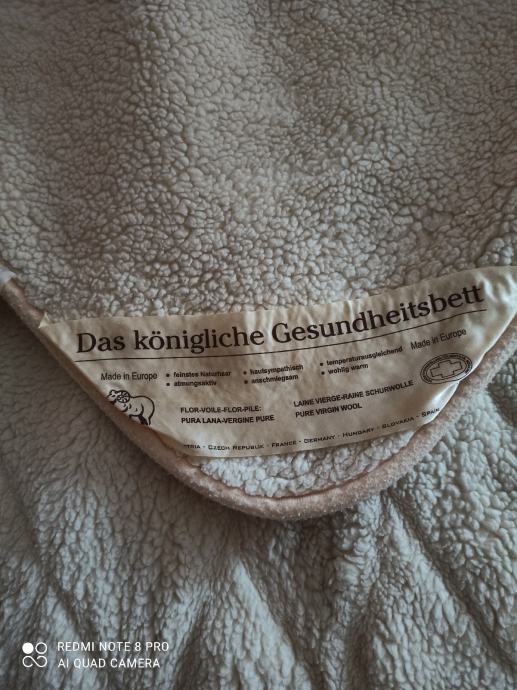 Das königliche Gesundheitsbett
Made in Europe
• feinstes Naturhaar
• atmungsaktiv
• hautsympathisch
• anschmiegsam
• temperaturausgleichend
• wohlig warm
Made in Europe
FLOR-VOILE-FLOR-PILE:
PURA LANA-VERGINE PURE
LAINE VIERGE-RAINE SCHURWOLLE
PURE VIRGIN WOOL
CZECH REPUBLIK • FRANCE • GERMANY • HUNGARY • SLOVAKIA • SPAIN
REDMI NOTE 8 PRO
AI QUAD CAMERA